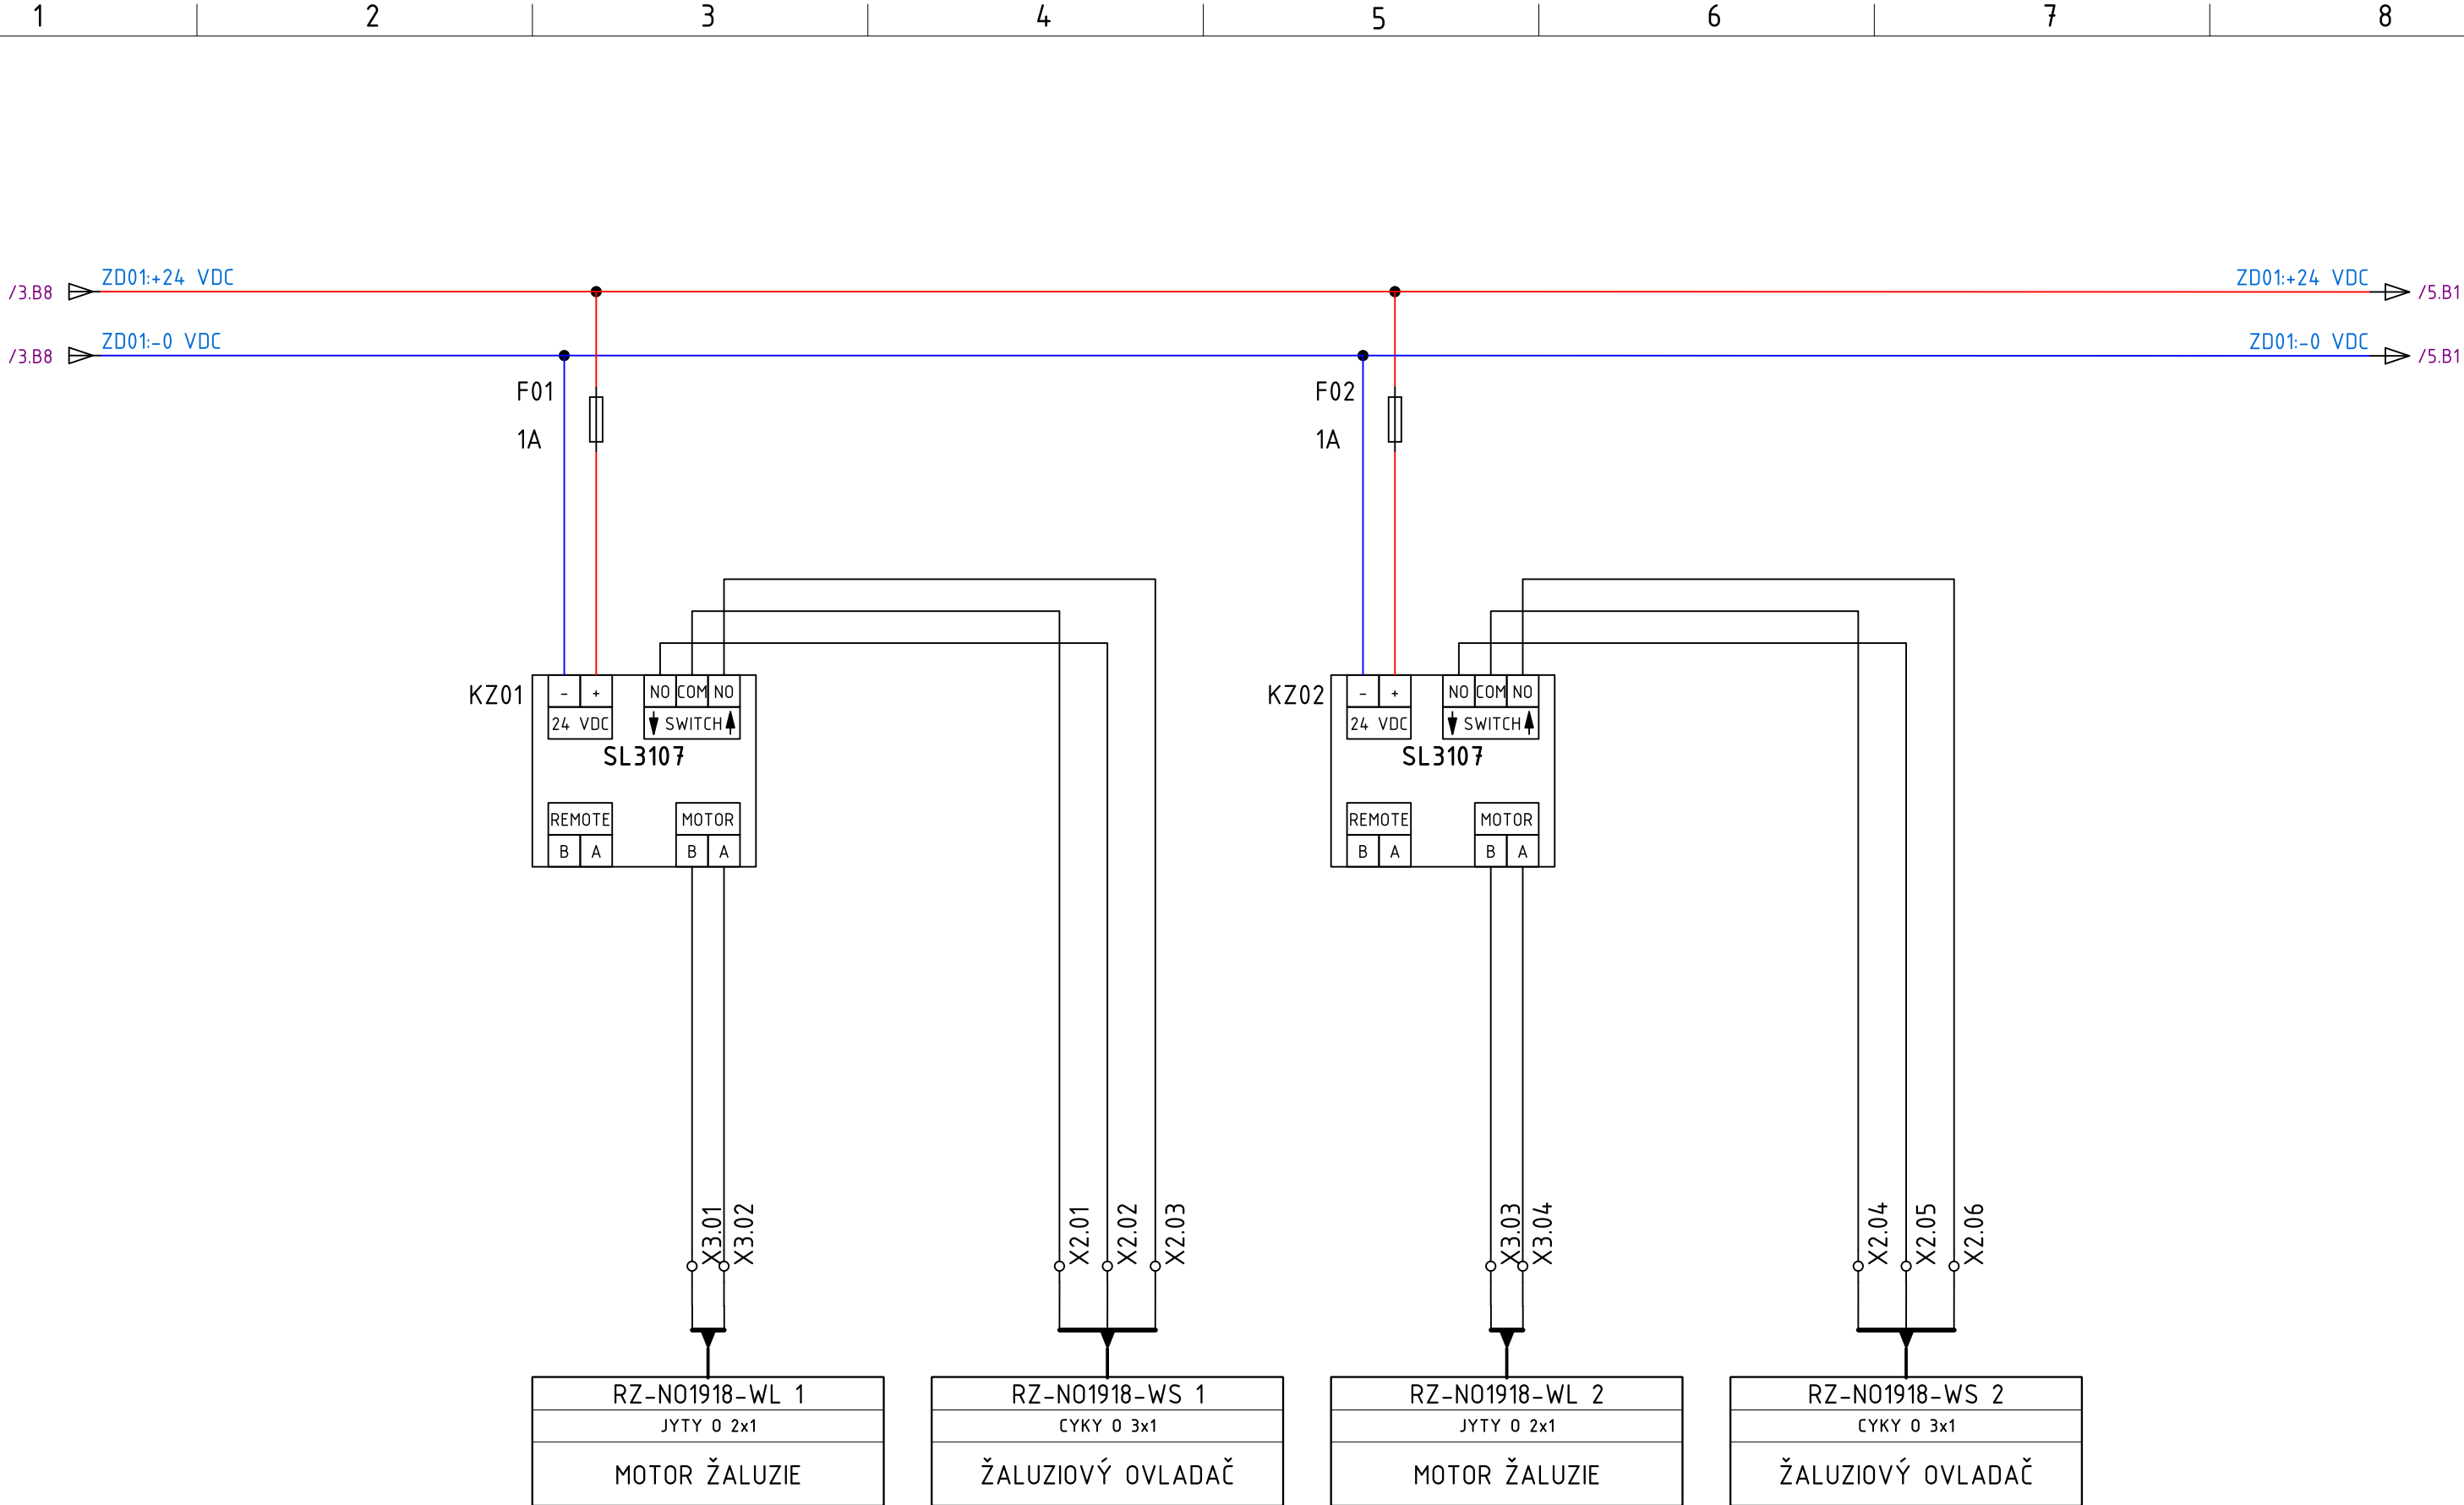 1 2 3 4 5 6 7 8
ZD01:+24 VDC ZD01:+24 VDC
/3.B8 /5.B1
ZD01:-0 VDC ZD01:-0 VDC
/3.B8 /5.B1
F01 F02
1A 1A
KZ01 - + NO COM NO KZ02 - + NO COM NO
24 VDC SWITCH 24 VDC SWITCH
SL3107 SL3107
REMOTE MOTOR REMOTE MOTOR
B A B A B A B A
X3.01 X3.02 X2.01 X2.02 X2.03 X3.03 X3.04 X2.04 X2.05 X2.06
RZ-NO1918-WL 1 RZ-NO1918-WS 1 RZ-NO1918-WL 2 RZ-NO1918-WS 2
JYTY O 2x1 CYKY O 3x1 JYTY O 2x1 CYKY O 3x1
MOTOR ŽALUZIE ŽALUZIOVÝ OVLADAČ MOTOR ŽALUZIE ŽALUZIOVÝ OVLADAČ